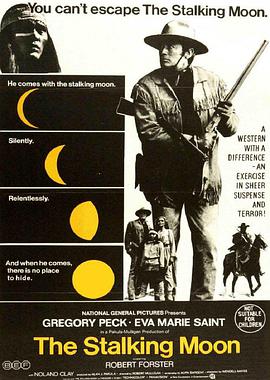 You can't escape The Stalking Moon.
He comes with the stalking moon.
Silently.
Relentlessly.
And when he comes,
there is no place
to hide.
A
WESTERN
WITH A
DIFFERENCE
- AN
EXERCISE
IN SHEER
SUSPENSE
AND
TERROR!
NOT
SUITABLE FOR
CHILDREN
NATIONAL GENERAL PICTURES Presents
GREGORY PECK · EVA MARIE SAINT
in a Pakula-Mulligan Production of
The Stalking Moon
ROBERT FORSTER
BEF
with NOLAND CLAY